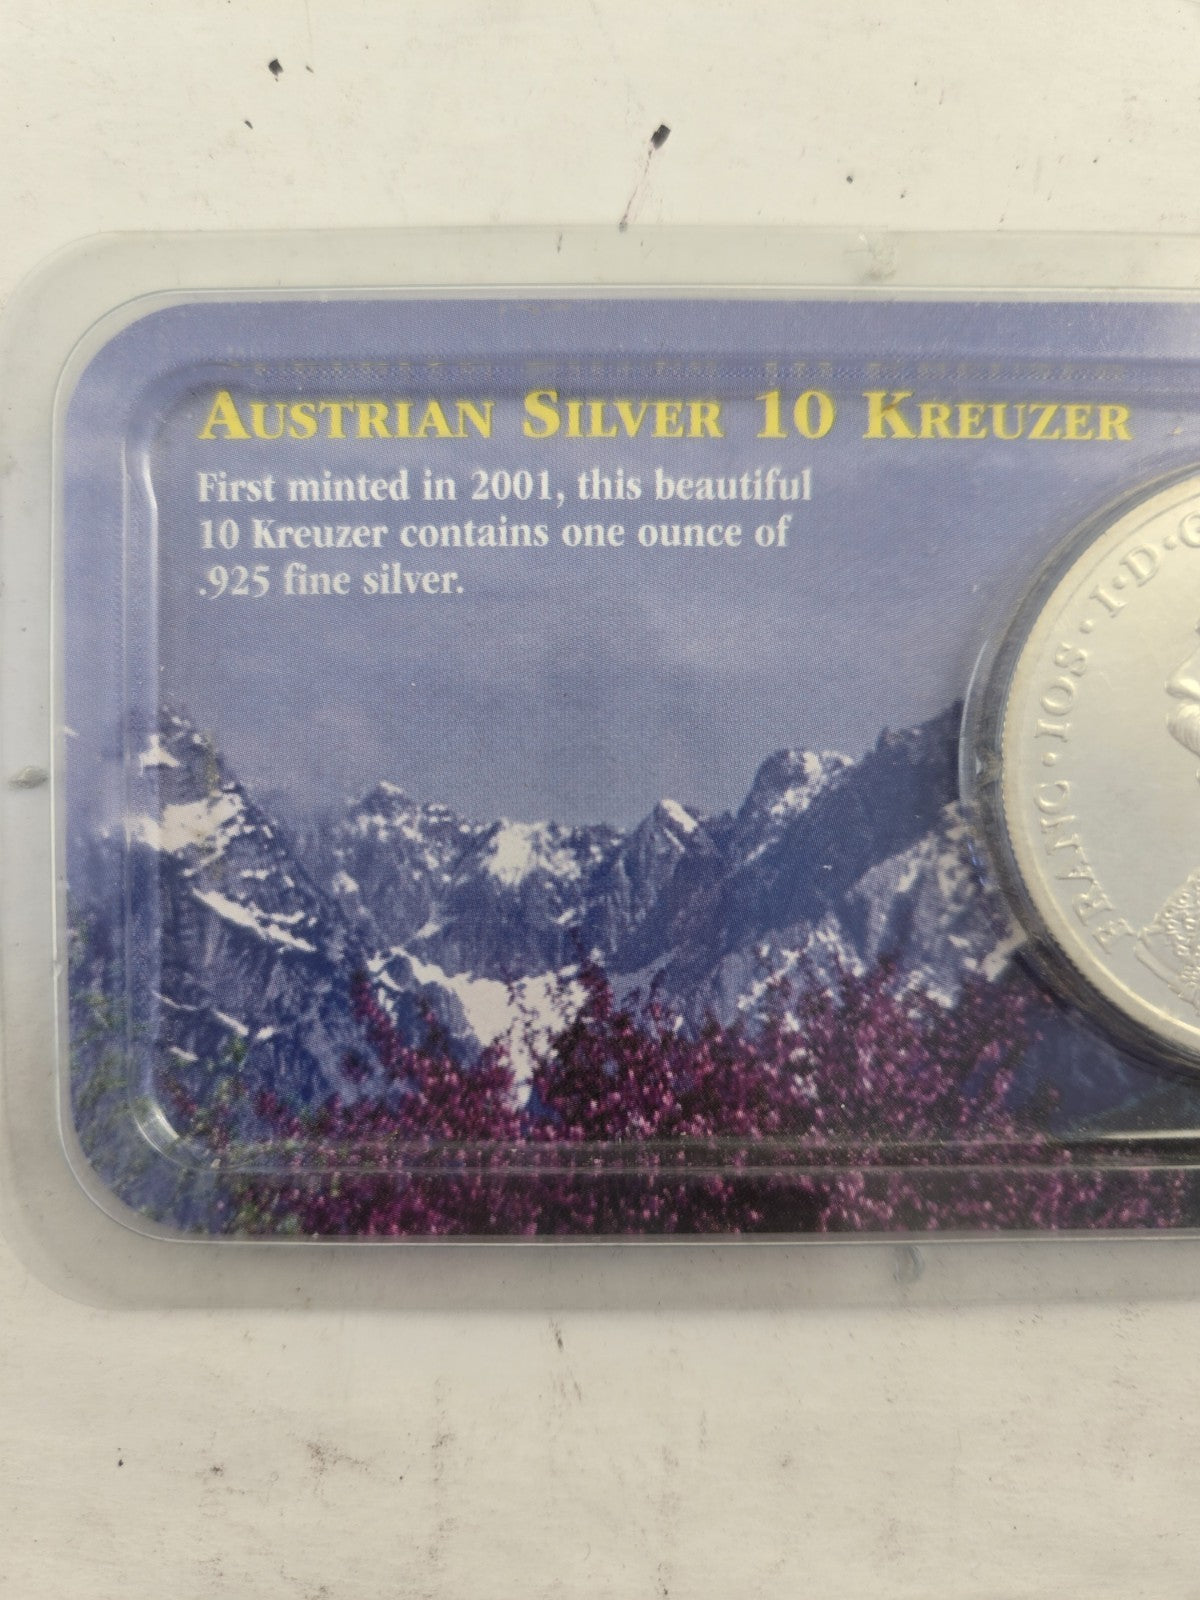 AUSTRIAN SILVER 10 KREUZER
First minted in 2001, this beautiful
10 Kreuzer contains one ounce of
.925 fine silver.
FRANC·IOS·I·D·G